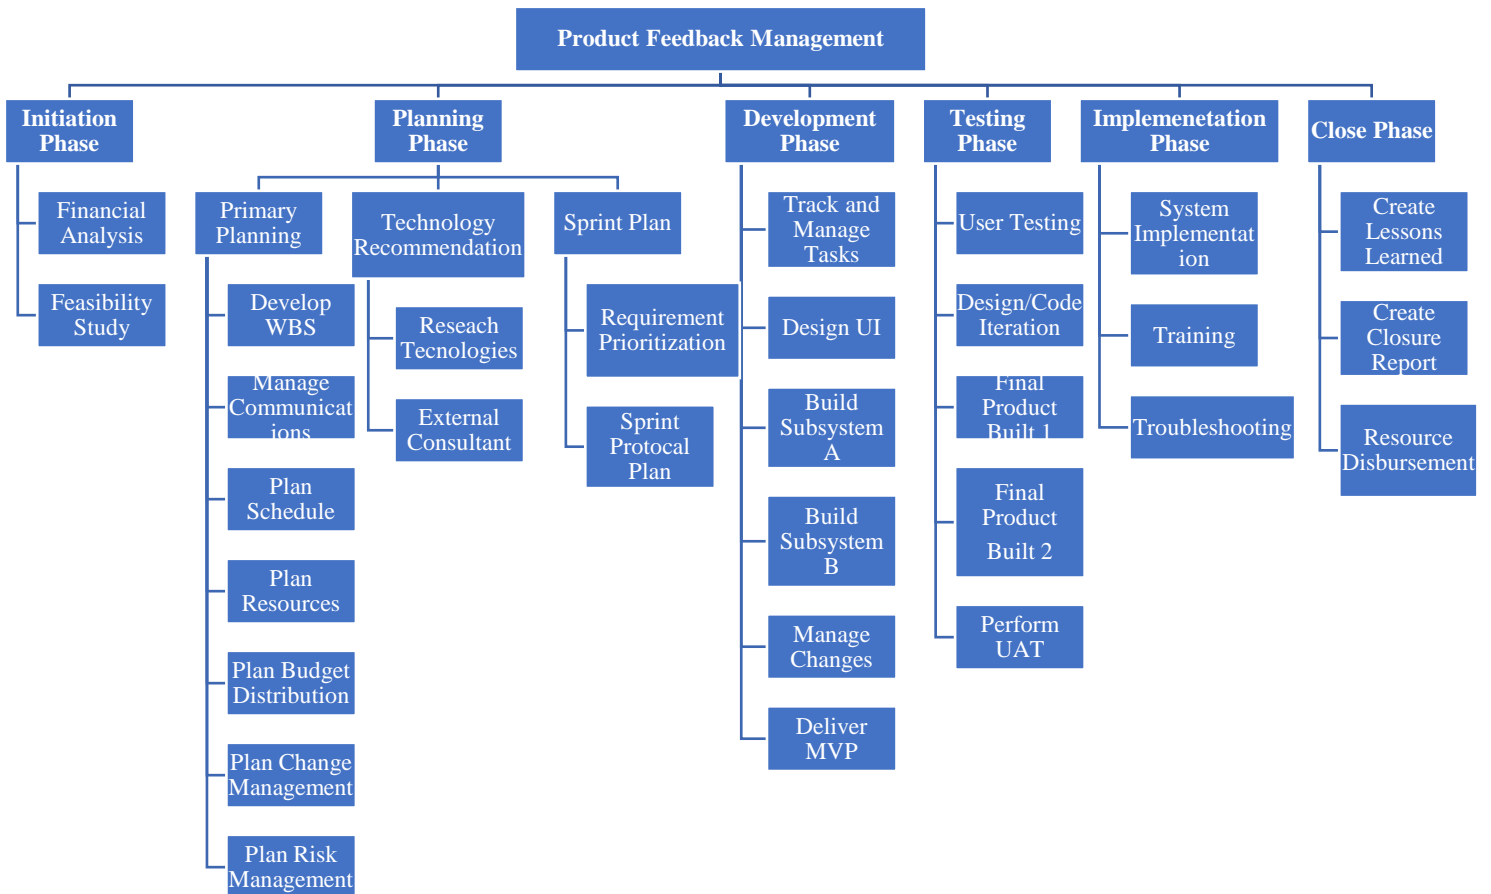 Product Feedback Management
Initiation
Phase
Financial
Analysis
Feasibility
Study
Planning
Phase
Primary
Planning
Develop
WBS
Manage
Communicat
ions
Plan
Schedule
Plan
Resources
Plan Budget
Distribution
Plan Change
Management
Plan Risk
Management
Technology
Recommendation
Reseach
Tecnologies
External
Consultant
Sprint Plan
Requirement
Prioritization
Sprint
Protocal
Plan
Development
Phase
Track and
Manage
Tasks
Design UI
Build
Subsystem
A
Build
Subsystem
B
Manage
Changes
Deliver
MVP
Testing
Phase
User Testing
Design/Code
Iteration
Final
Product
Built 1
Final
Product
Built 2
Perform
UAT
Implemenetation
Phase
System
Implementat
ion
Training
Troubleshooting
Close Phase
Create
Lessons
Learned
Create
Closure
Report
Resource
Disbursement